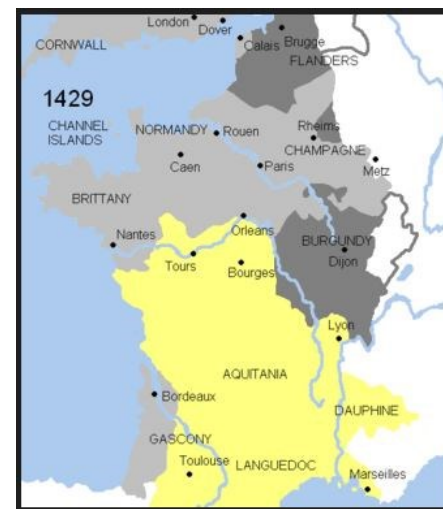 London
Dover
Calais
Brugge
CORNWALL
FLANDERS
1429
CHANNEL
ISLANDS
NORMANDY
Rouen
Rheims
CHAMPAGNE
Caen
Paris
Metz
BRITTANY
Nantes
Orleans
BURGUNDY
Tours
Bourges
Dijon
Lyon
AQUITANIA
Bordeaux
DAUPHINE
GASCONY
Toulouse
LANGUEDOC
Marseilles